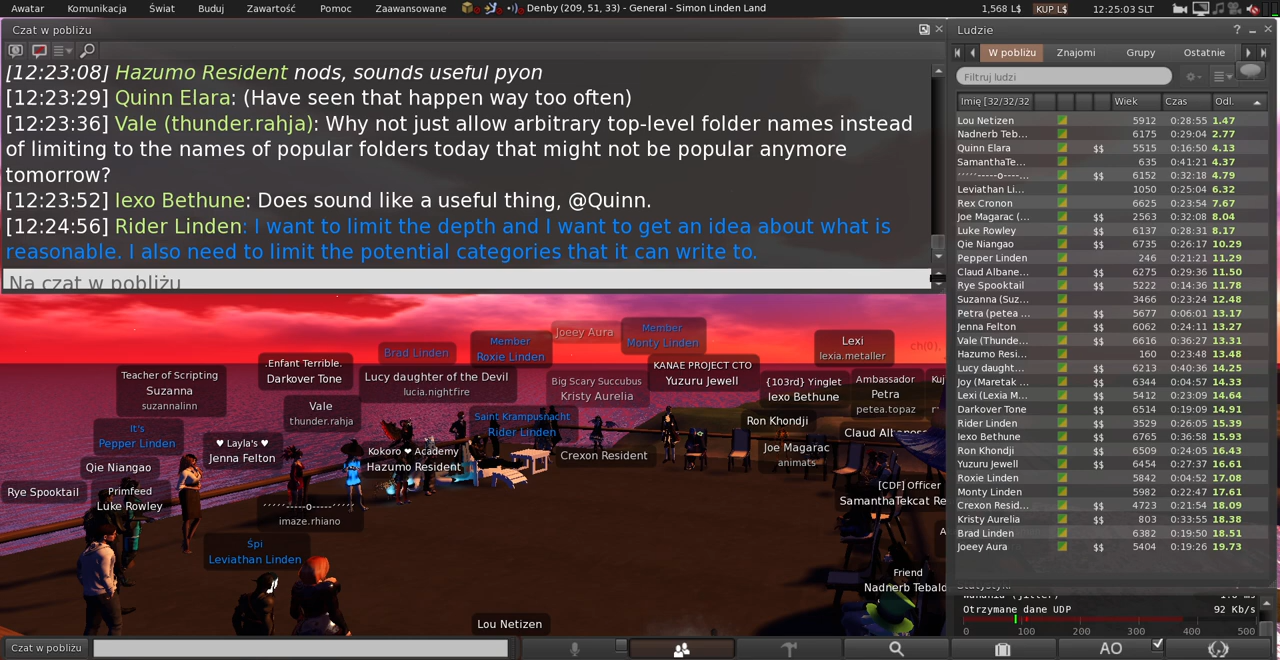 Awatar Komunikacja Świat Buduj Zawartość Pomoc Zaawansowane Denby (209, 51, 33) - General - Simon Linden Land 1,568 L$ KUP L$ 12:25:03 SLT
Czat w pobliżu
[12:23:08] Hazumo Resident nods, sounds useful pyon
[12:23:29] Quinn Elara: (Have seen that happen way too often)
[12:23:36] Vale (thunder.rahja): Why not just allow arbitrary top-level folder names instead
of limiting to the names of popular folders today that might not be popular anymore
tomorrow?
[12:23:52] Iexo Bethune: Does sound like a useful thing, @Quinn.
[12:24:56] Rider Linden: I want to limit the depth and I want to get an idea about what is
reasonable. I also need to limit the potential categories that it can write to.
Na czat w pobliżu
Joeey Aura
Member
Roxie Linden
Member
Monty Linden
Brad Linden
Lexi
lexia.metaller
ch(0),
.Enfant Terrible.
Darkover Tone
Teacher of Scripting
Suzanna
suzannalinn
Lucy daughter of the Devil
lucia.nightfire
Big Scary Succubus
Kristy Aurelia
KANAE PROJECT CTO
Yuzuru Jewell
{103rd} Yinglet
Iexo Bethune
Ambassador
Petra
petea.topaz
Kuj
Vale
thunder.rahja
Saint Krampusnacht
Rider Linden
Ron Khondji
It's
Pepper Linden
♥ Layla's ♥
Jenna Felton
Kokoro ♥ Academy
Hazumo Resident
Crexon Resident
Joe Magarac
animats
Claud Albanese
Qie Niangao
Rye Spooktail
Primfeed
Luke Rowley
´´´´´-----o-----´´´´´
imaze.rhiano
[CDF] Officer
SamanthaTekcat Re
A
Śpi
Leviathan Linden
Friend
Nadnerb Tebald
Lou Netizen
Czat w pobliżu
Ludzie
W pobliżu Znajomi Grupy Ostatnie
Filtruj ludzi
Imię [32/32/32 Wiek Czas Odl.
Lou Netizen 5912 0:28:55 1.47
Nadnerb Teb... 6175 0:29:04 2.77
Quinn Elara $$ 5515 0:16:50 4.13
SamanthaTe... 635 0:41:21 4.37
´´´´´-----o----... $$ 6152 0:32:18 4.79
Leviathan Li... 1050 0:25:04 6.32
Rex Cronon 6625 0:23:54 7.67
Joe Magarac (... $$ 2563 0:32:08 8.04
Luke Rowley $$ 6137 0:28:31 8.17
Qie Niangao $$ 6735 0:26:17 10.29
Pepper Linden 246 0:21:21 11.29
Claud Albane... $$ 6275 0:29:36 11.50
Rye Spooktail $$ 5222 0:14:36 11.78
Suzanna (Suz... 3466 0:23:24 12.48
Petra (petea ... $$ 5677 0:06:01 13.17
Jenna Felton $$ 6062 0:24:11 13.27
Vale (Thunde... $$ 6616 0:36:27 13.31
Hazumo Resi... 160 0:23:48 13.48
Lucy daught... $$ 6213 0:40:36 14.25
Joy (Maretak ... $$ 6344 0:04:57 14.33
Lexi (Lexia M... $$ 5412 0:23:09 14.64
Darkover Tone $$ 6514 0:19:09 14.91
Rider Linden $$ 3529 0:26:05 15.39
Iexo Bethune $$ 6765 0:36:58 15.93
Ron Khondji $$ 6509 0:24:05 16.43
Yuzuru Jewell $$ 6454 0:27:37 16.61
Roxie Linden 5842 0:04:52 17.08
Monty Linden 5982 0:22:47 17.61
Crexon Resid... $$ 4723 0:21:54 18.09
Kristy Aurelia $$ 803 0:33:55 18.38
Brad Linden 6382 0:19:50 18.51
Joeey Aura $$ 5404 0:19:26 19.73
Otrzymane dane UDP 92 Kb/s
0 100 200 300 400 500
AO